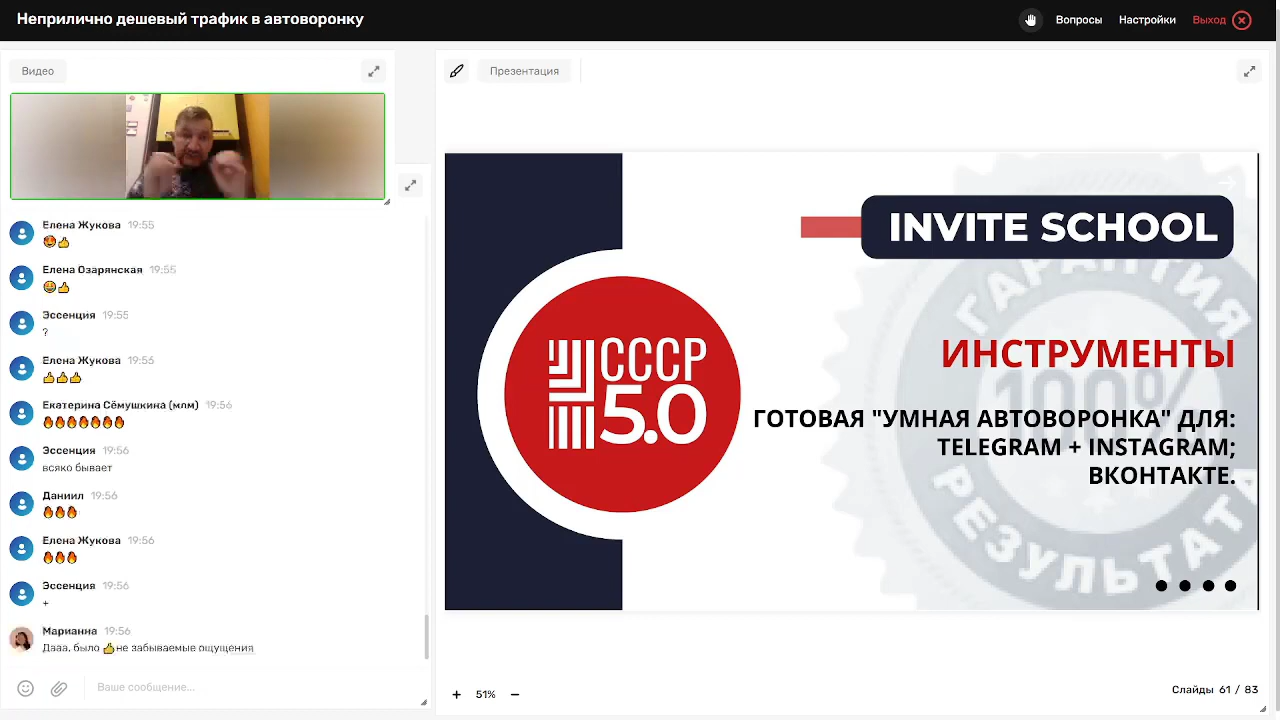 Неприлично дешевый трафик в автоворонку
Вопросы
Настройки
Выход
Видео
Презентация
Елена Жукова 19:55
😍👍
Елена Озарянская 19:55
😀👍
Эссенция 19:55
?
Елена Жукова 19:56
👍👍👍
Екатерина Сёмушкина (млм) 19:56
🔥🔥🔥🔥🔥🔥🔥
Эссенция 19:56
всяко бывает
Даниил 19:56
🔥🔥🔥
Елена Жукова 19:56
🔥🔥🔥
Эссенция 19:56
+
Марианна 19:56
Дааа, было 👍не забываемые ощущения
Ваше сообщение...
INVITE SCHOOL
СССР
5.0
ГАРАНТИЯ
100%
РЕЗУЛЬТАТА
ИНСТРУМЕНТЫ
ГОТОВАЯ "УМНАЯ АВТОВОРОНКА" ДЛЯ:
TELEGRAM + INSTAGRAM;
ВКОНТАКТЕ.
+ 51% −
Слайды 61 / 83